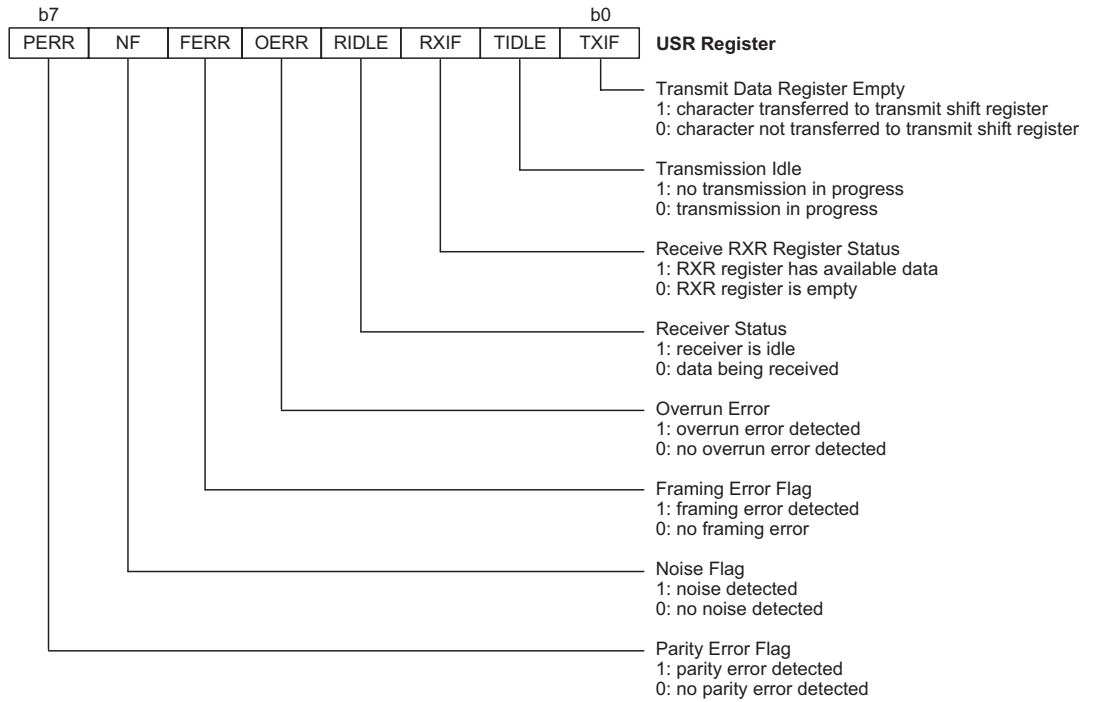 b7 b0
PERR NF FERR OERR RIDLE RXIF TIDLE TXIF USR Register
Transmit Data Register Empty
1: character transferred to transmit shift register
0: character not transferred to transmit shift register
Transmission Idle
1: no transmission in progress
0: transmission in progress
Receive RXR Register Status
1: RXR register has available data
0: RXR register is empty
Receiver Status
1: receiver is idle
0: data being received
Overrun Error
1: overrun error detected
0: no overrun error detected
Framing Error Flag
1: framing error detected
0: no framing error
Noise Flag
1: noise detected
0: no noise detected
Parity Error Flag
1: parity error detected
0: no parity error detected